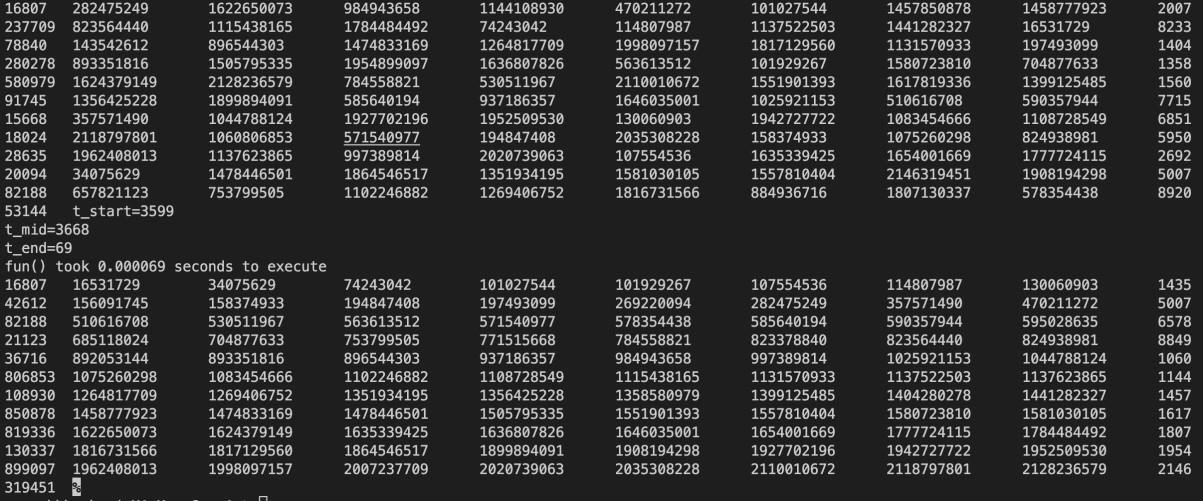 16807 282475249 1622650073 984943658 1144108930 470211272 101027544 1457850878 1458777923 2007
237709 823564440 1115438165 1784484492 74243042 114807987 1137522503 1441282327 16531729 8233
78840 143542612 896544303 1474833169 1264817709 1998097157 1817129560 1131570933 197493099 1404
280278 893351816 1505795335 1954899097 1636807826 563613512 101929267 1580723810 704877633 1358
580979 1624379149 2128236579 784558821 530511967 2110010672 1551901393 1617819336 1399125485 1560
91745 1356425228 1899894091 585640194 937186357 1646035001 1025921153 510616708 590357944 7715
15668 357571490 1044788124 1927702196 1952509530 130060903 1942727722 1083454666 1108728549 6851
18024 2118797801 1060806853 571540977 194847408 2035308228 158374933 1075260298 824938981 5950
28635 1962408013 1137623865 997389814 2020739063 107554536 1635339425 1654001669 1777724115 2692
20094 34075629 1478446501 1864546517 1351934195 1581030105 1557810404 2146319451 1908194298 5007
82188 657821123 753799505 1102246882 1269406752 1816731566 884936716 1807130337 578354438 8920
53144 t_start=3599
t_mid=3668
t_end=69
fun() took 0.000069 seconds to execute
16807 16531729 34075629 74243042 101027544 101929267 107554536 114807987 130060903 1435
42612 156091745 158374933 194847408 197493099 269220094 282475249 357571490 470211272 5007
82188 510616708 530511967 563613512 571540977 578354438 585640194 590357944 595028635 6578
21123 685118024 704877633 753799505 771515668 784558821 823378840 823564440 824938981 8849
36716 892053144 893351816 896544303 937186357 984943658 997389814 1025921153 1044788124 1060
806853 1075260298 1083454666 1102246882 1108728549 1115438165 1131570933 1137522503 1137623865 1144
108930 1264817709 1269406752 1351934195 1356425228 1358580979 1399125485 1404280278 1441282327 1457
850878 1458777923 1474833169 1478446501 1505795335 1551901393 1557810404 1580723810 1581030105 1617
819336 1622650073 1624379149 1635339425 1636807826 1646035001 1654001669 1777724115 1784484492 1807
130337 1816731566 1817129560 1864546517 1899894091 1908194298 1927702196 1942727722 1952509530 1954
899097 1962408013 1998097157 2007237709 2020739063 2035308228 2110010672 2118797801 2128236579 2146
319451 %